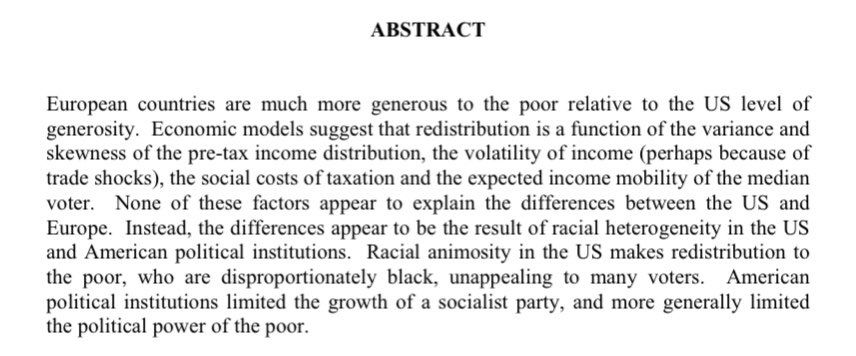 ABSTRACT
European countries are much more generous to the poor relative to the US level of
generosity. Economic models suggest that redistribution is a function of the variance and
skewness of the pre-tax income distribution, the volatility of income (perhaps because of
trade shocks), the social costs of taxation and the expected income mobility of the median
voter. None of these factors appear to explain the differences between the US and
Europe. Instead, the differences appear to be the result of racial heterogeneity in the US
and American political institutions. Racial animosity in the US makes redistribution to
the poor, who are disproportionately black, unappealing to many voters. American
political institutions limited the growth of a socialist party, and more generally limited
the political power of the poor.